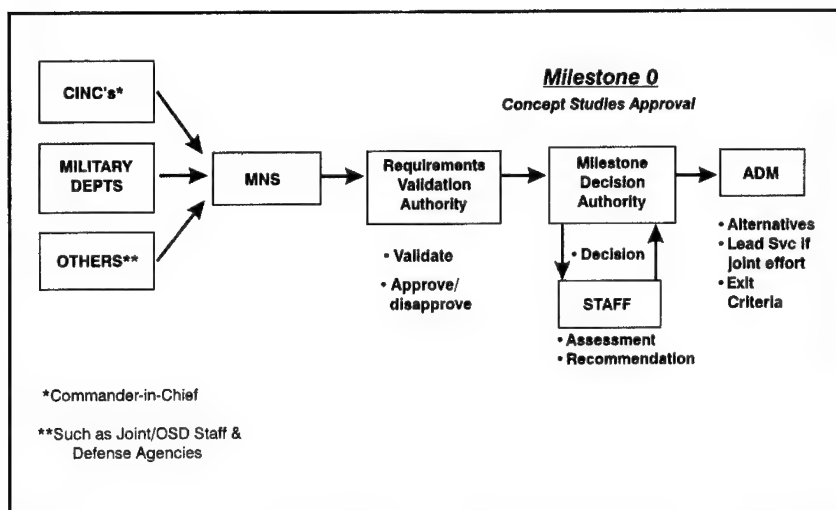 Milestone 0
Concept Studies Approval
CINC's*
MILITARY
DEPTS
OTHERS**
MNS
Requirements
Validation
Authority
• Validate
• Approve/
disapprove
Milestone
Decision
Authority
• Decision
STAFF
• Assessment
• Recommendation
ADM
• Alternatives
• Lead Svc if
joint effort
• Exit
Criteria
*Commander-in-Chief
**Such as Joint/OSD Staff &
Defense Agencies